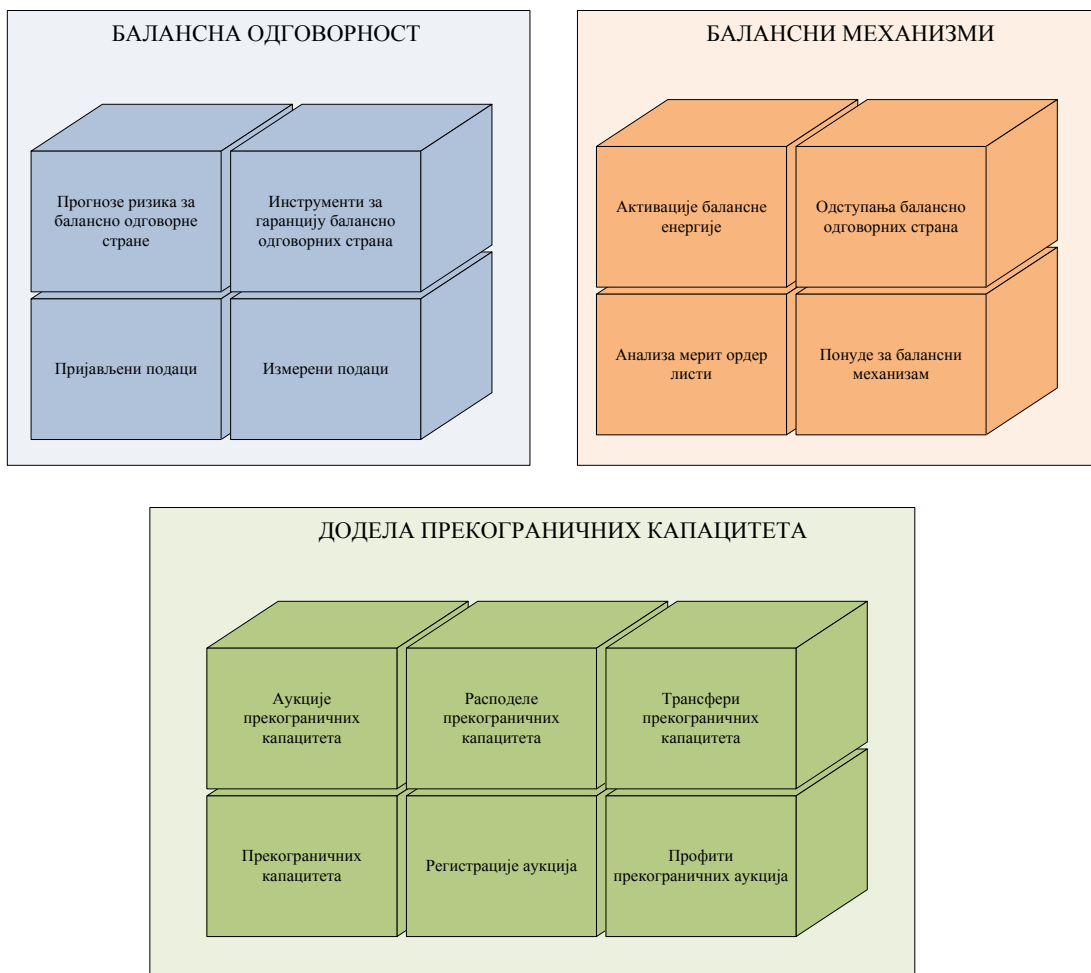 БАЛАНСНА ОДГОВОРНОСТ
Прогнозе ризика за
балансно одговорне
стране
Инструменти за
гаранцију балансно
одговорних страна
Пријављени подаци
Измерени подаци
БАЛАНСНИ МЕХАНИЗМИ
Активације балансне
енергије
Одступања балансно
одговорних страна
Анализа мерит ордер
листи
Понуде за балансни
механизам
ДОДЕЛА ПРЕКОГРАНИЧНИХ КАПАЦИТЕТА
Аукције
прекограничних
капацитета
Расподеле
прекограничних
капацитета
Трансфери
прекограничних
капацитета
Прекограничних
капацитета
Регистрације аукција
Профити
прекограничних аукција